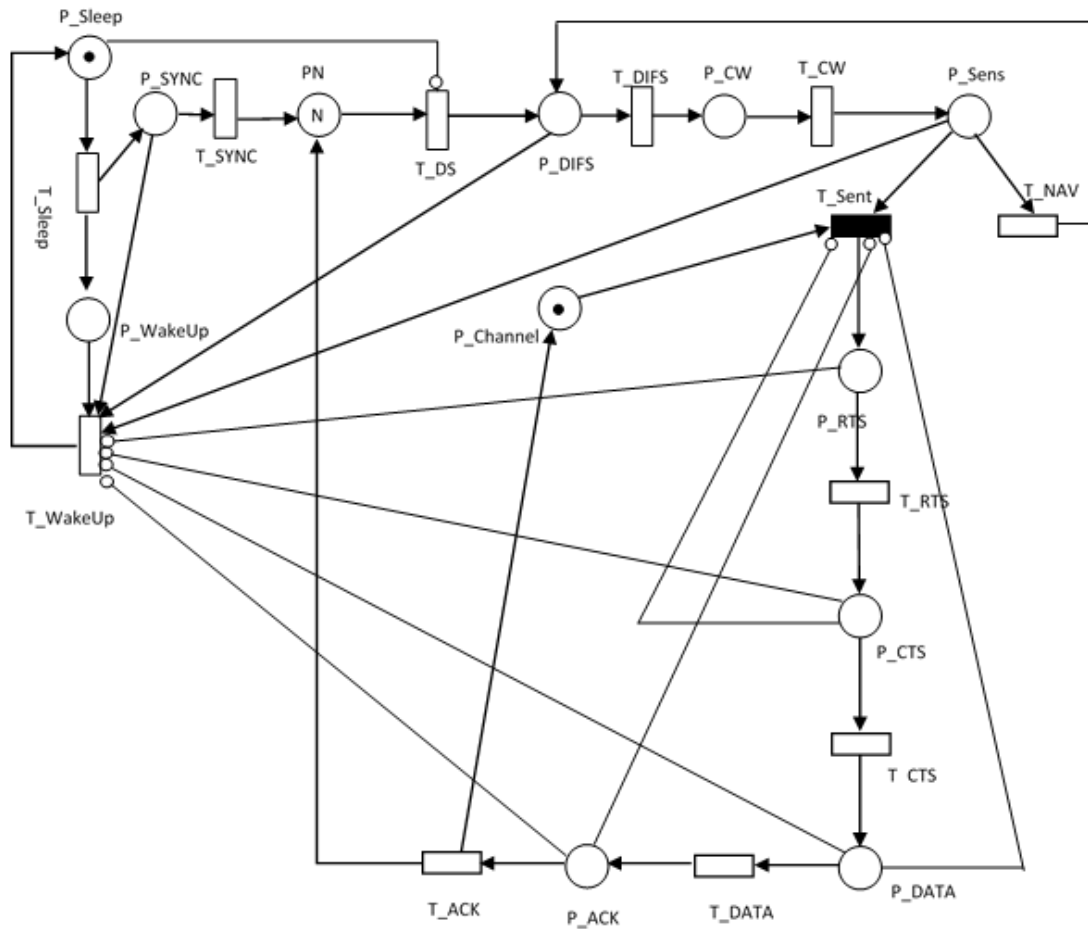 P_Sleep
P_SYNC
PN
T_DIFS
P_CW
T_CW
P_Sens
N
T_SYNC
T_DS
P_DIFS
T_Sleep
T_Sent
T_NAV
P_WakeUp
P_Channel
P_RTS
T_RTS
T_WakeUp
P_CTS
T_CTS
P_DATA
T_ACK
P_ACK
T_DATA